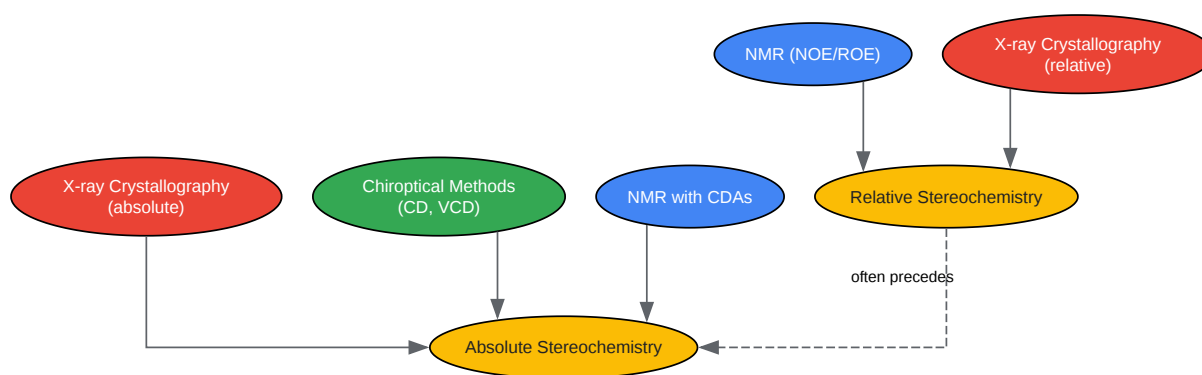 NMR (NOE/ROE)
X-ray Crystallography
(relative)
X-ray Crystallography
(absolute)
Chiroptical Methods
(CD, VCD)
NMR with CDAs
Relative Stereochemistry
often precedes
Absolute Stereochemistry